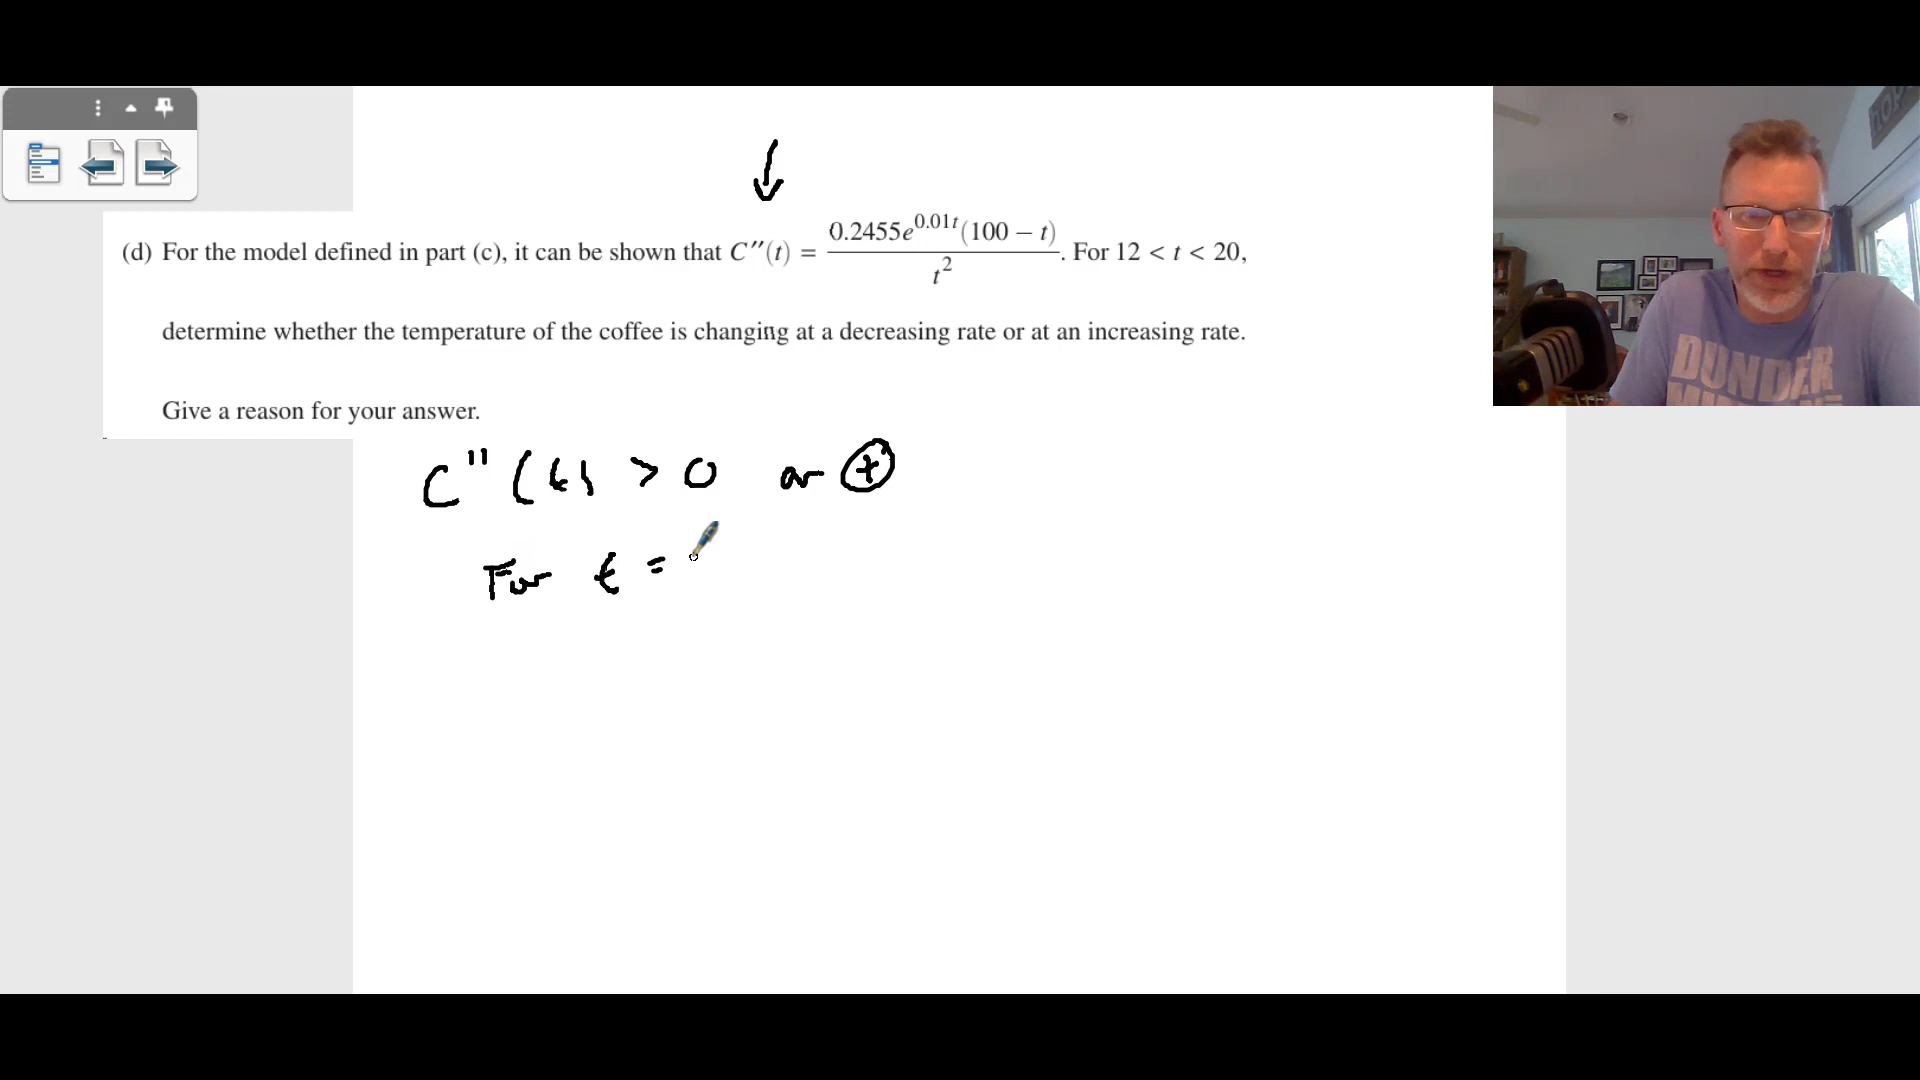 (d) For the model defined in part (c), it can be shown that C″(t) = 0.2455e^{0.01t}(100 − t) / t^2. For 12 < t < 20,
determine whether the temperature of the coffee is changing at a decreasing rate or at an increasing rate.
Give a reason for your answer.
C"(t) > 0 or +
For t =
hop
DUNDER